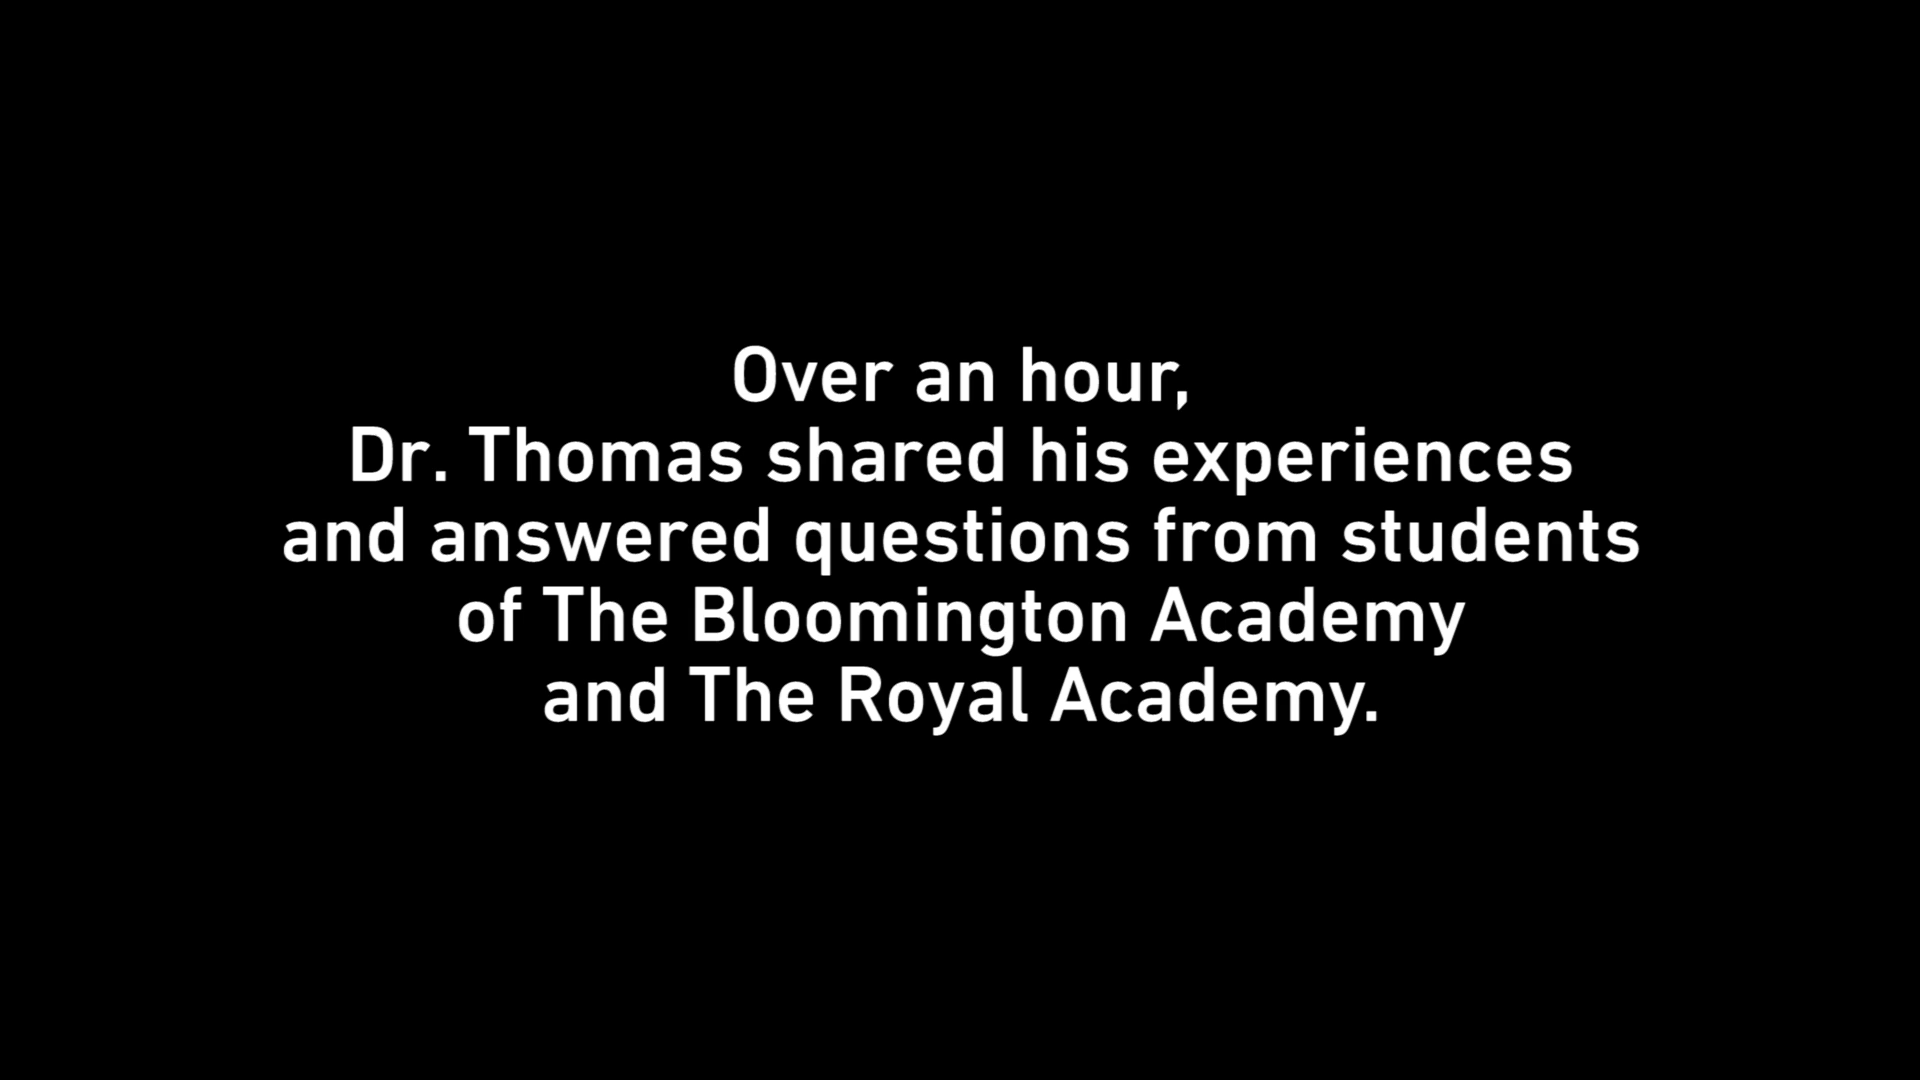 Over an hour,
Dr. Thomas shared his experiences
and answered questions from students
of The Bloomington Academy
and The Royal Academy.